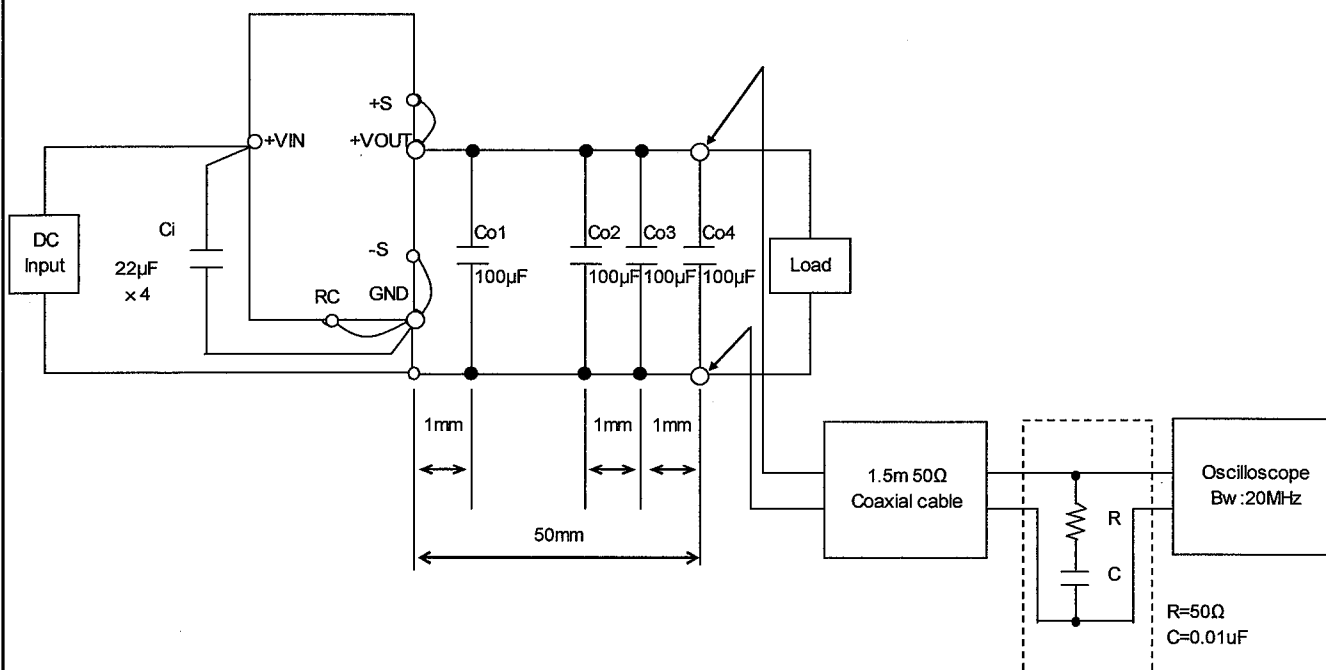 +S
+VIN
+VOUT
DC
Input
Ci
22µF
× 4
-S
RC
GND
Co1
100µF
Co2
100µF
Co3
100µF
Co4
100µF
Load
1mm
1mm
1mm
50mm
1.5m 50Ω
Coaxial cable
R
C
Oscilloscope
Bw :20MHz
R=50Ω
C=0.01uF